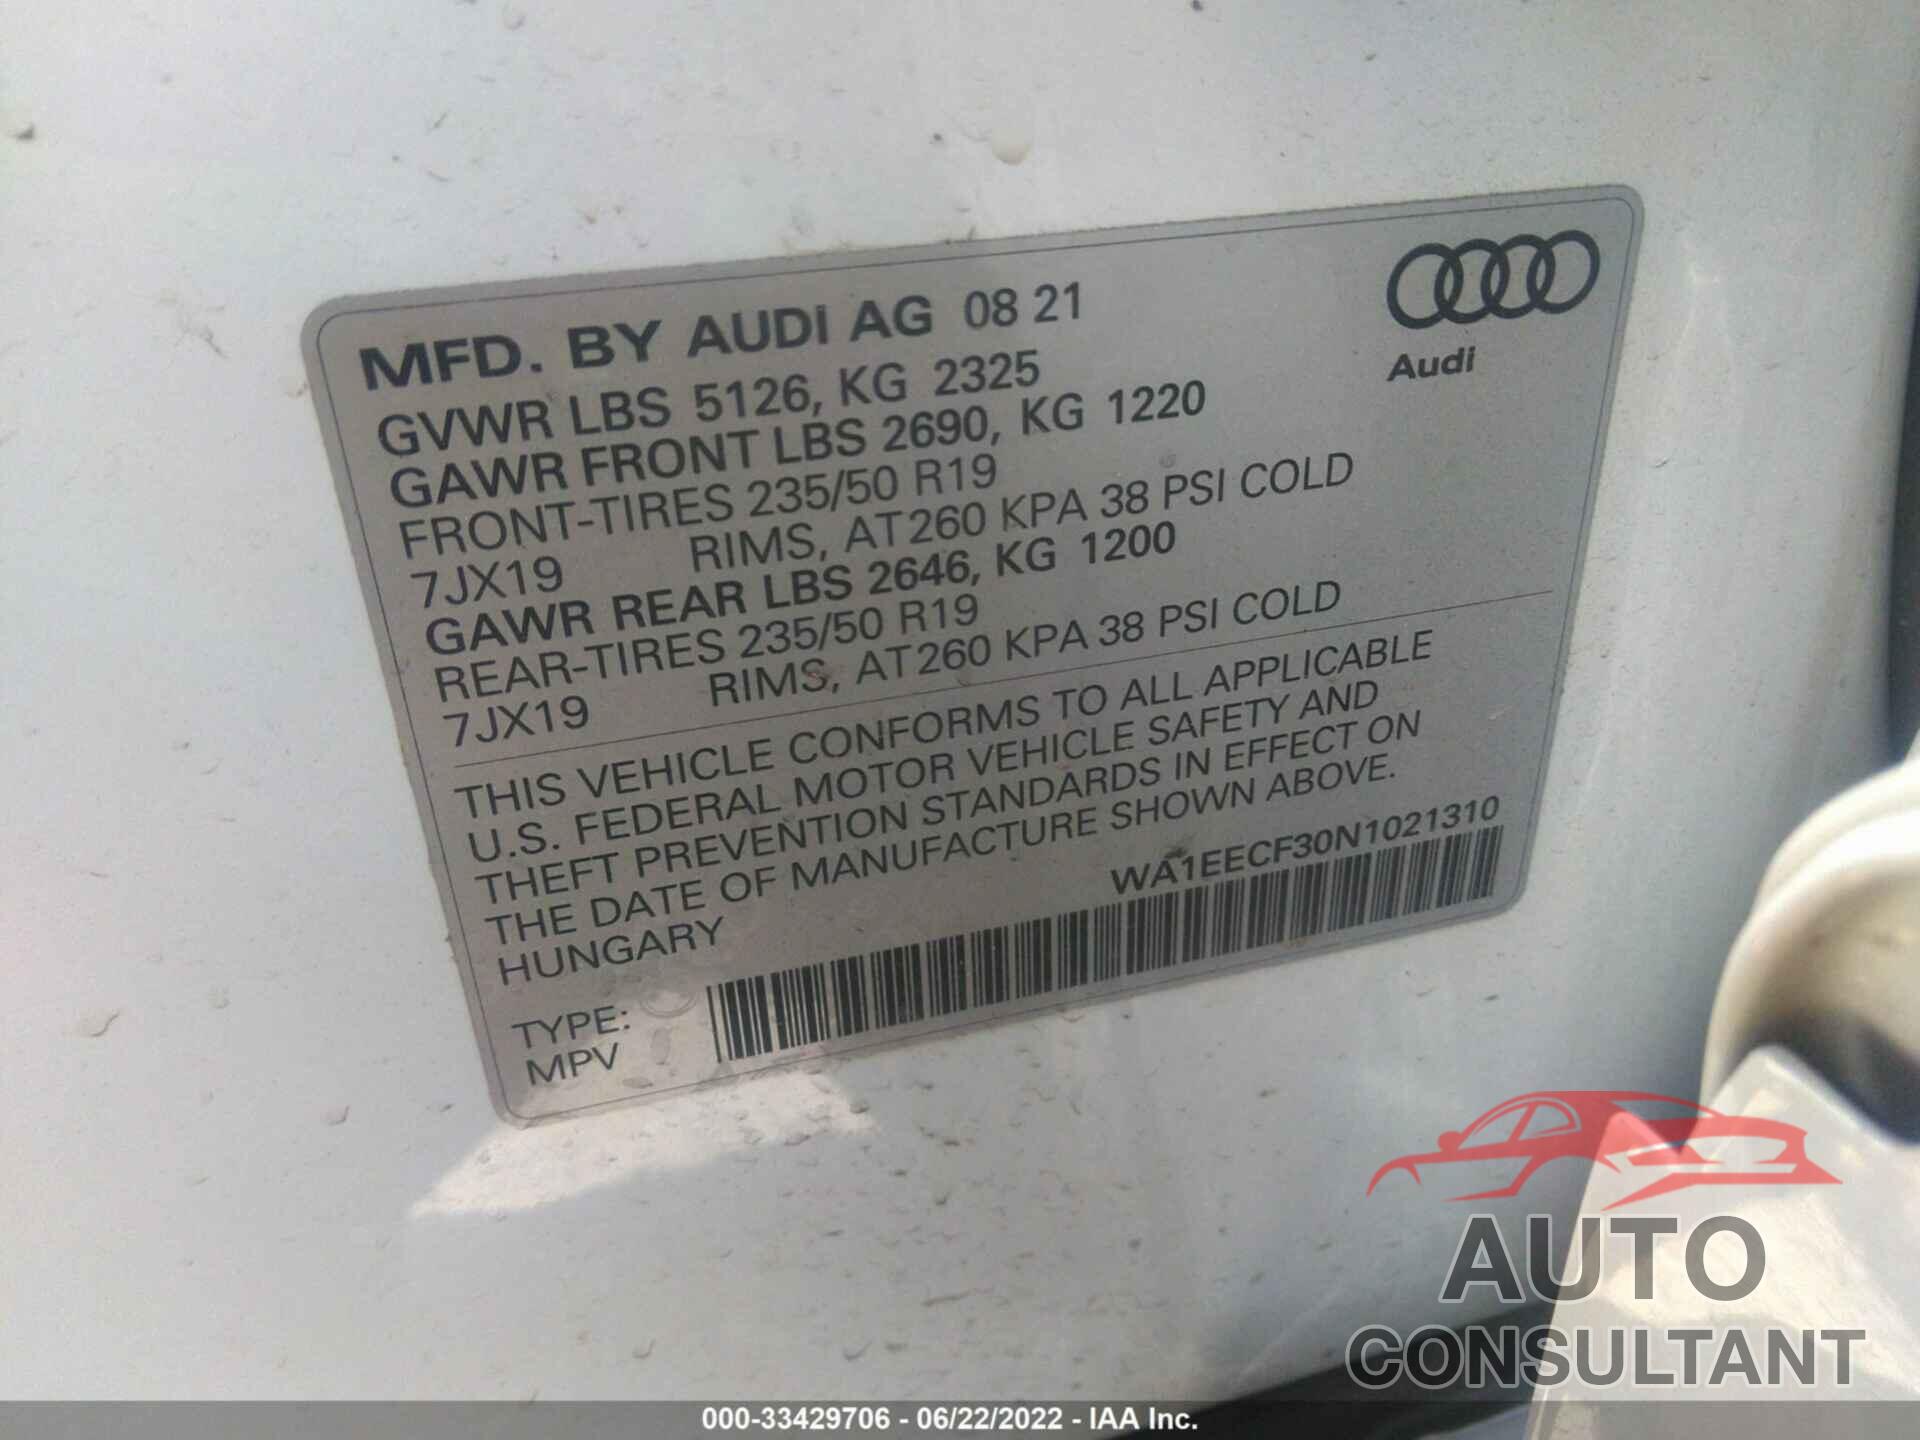 MFD. BY AUDI AG 08 21
GVWR LBS 5126, KG 2325
GAWR FRONT LBS 2690, KG 1220
FRONT-TIRES 235/50 R19
7JX19 RIMS, AT260 KPA 38 PSI COLD
GAWR REAR LBS 2646, KG 1200
REAR-TIRES 235/50 R19
7JX19 RIMS, AT260 KPA 38 PSI COLD
Audi
THIS VEHICLE CONFORMS TO ALL APPLICABLE
U.S. FEDERAL MOTOR VEHICLE SAFETY AND
THEFT PREVENTION STANDARDS IN EFFECT ON
THE DATE OF MANUFACTURE SHOWN ABOVE.
HUNGARY
WA1EECF30N1021310
TYPE:
MPV
AUTO
CONSULTANT
000-33429706 - 06/22/2022 - IAA Inc.